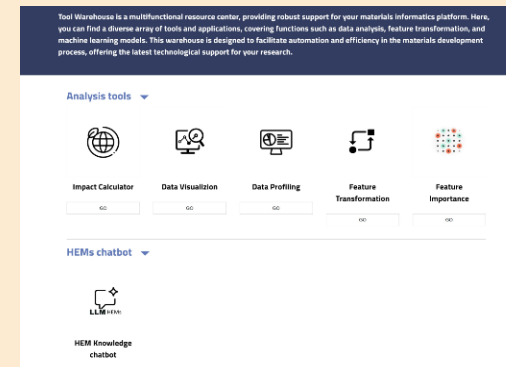 Tool Warehouse is a multifunctional resource center, providing robust support for your materials informatics platform. Here,
you can find a diverse array of tools and applications, covering functions such as data analysis, feature transformation, and
machine learning models. This warehouse is designed to facilitate automation and efficiency in the materials development
process, offering the latest technological support for your research.
Analysis tools
Impact Calculator Data Visualizion Data Profiling Feature Transformation Feature Importance
GO GO GO GO GO
HEMs chatbot
LLM HEMs
HEM Knowledge
chatbot